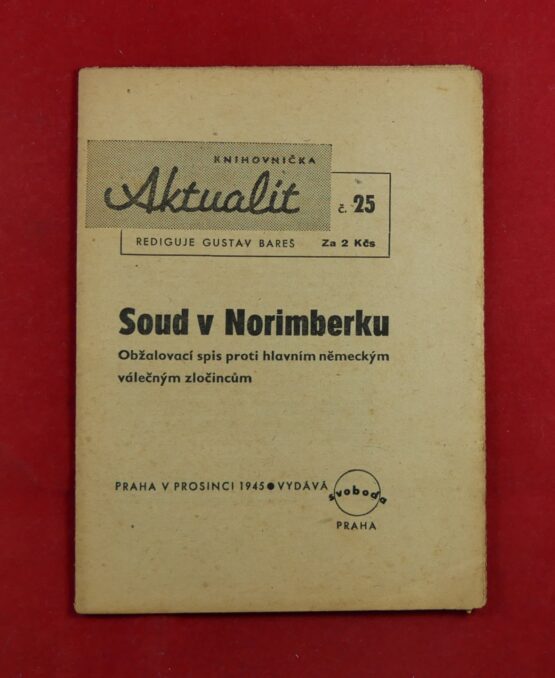 KNIHOVNIČKA
Aktualit
č. 25
REDIGUJE GUSTAV BAREŠ Za 2 Kčs
Soud v Norimberku
Obžalovací spis proti hlavním německým
válečným zločincům
PRAHA V PROSINCI 1945 ● VYDÁVÁ
svoboda
PRAHA